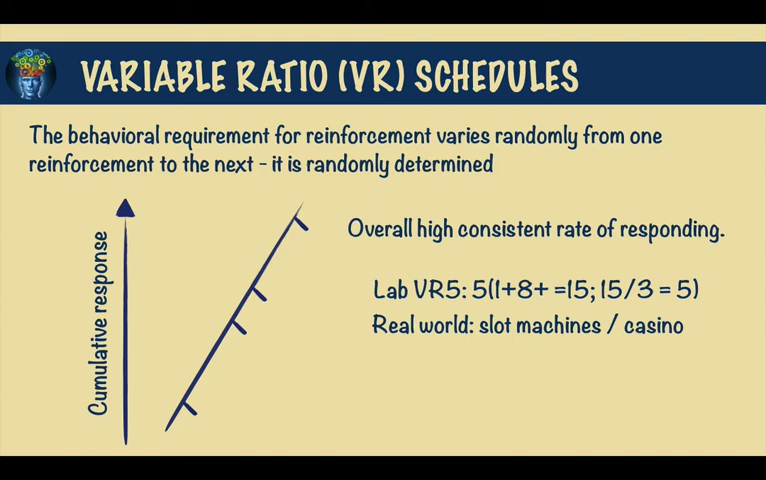 VARIABLE RATIO (VR) SCHEDULES
The behavioral requirement for reinforcement varies randomly from one
reinforcement to the next - it is randomly determined
Cumulative response
Overall high consistent rate of responding.
Lab VR5: 5(1+8+ =15; 15/3 = 5)
Real world: slot machines / casino